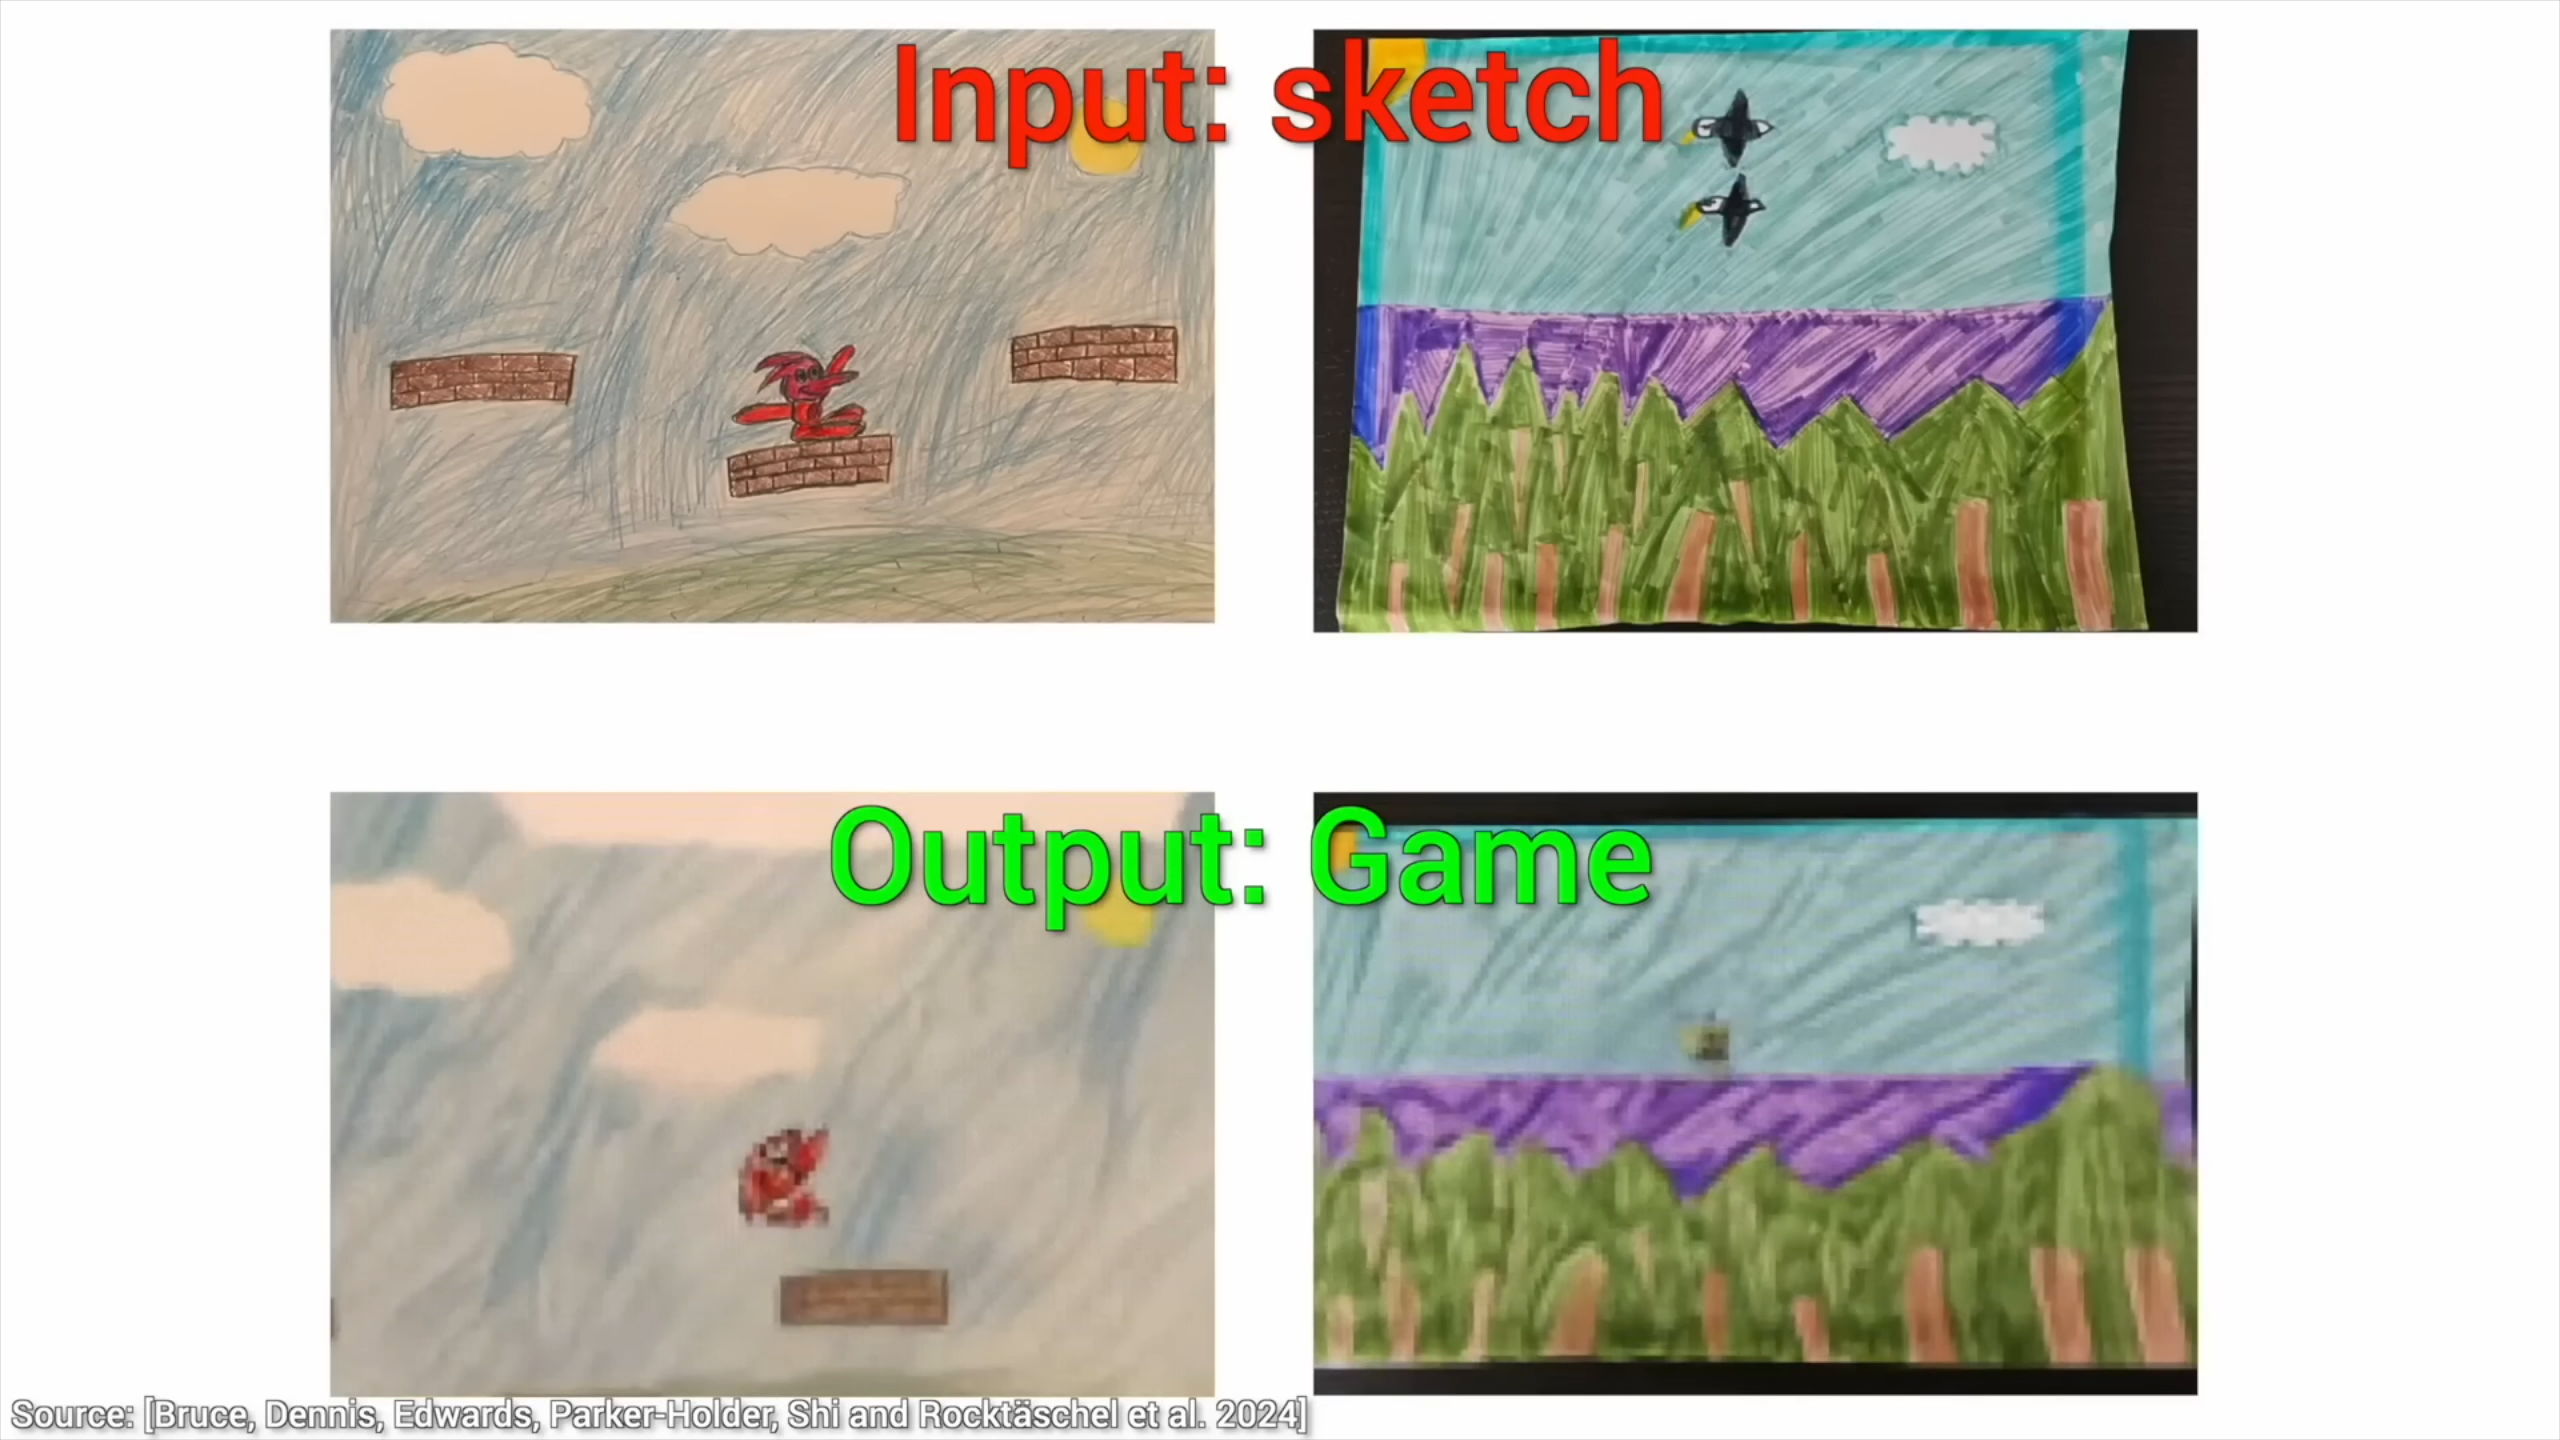 Input: sketch
Output: Game
Source: [Bruce, Dennis, Edwards, Parker-Holder, Shi and Rocktäschel et al. 2024]